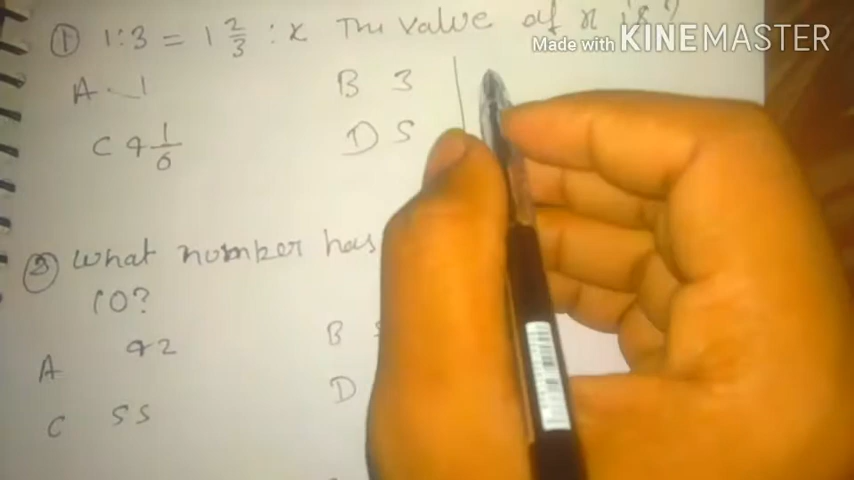 ① 1:3 = 1 2/3 : x The value of x is?
Made with KINEMASTER
A 1
B 3
C 4 1/6
D 5
② What number has
10?
A 42
B
C 55
D